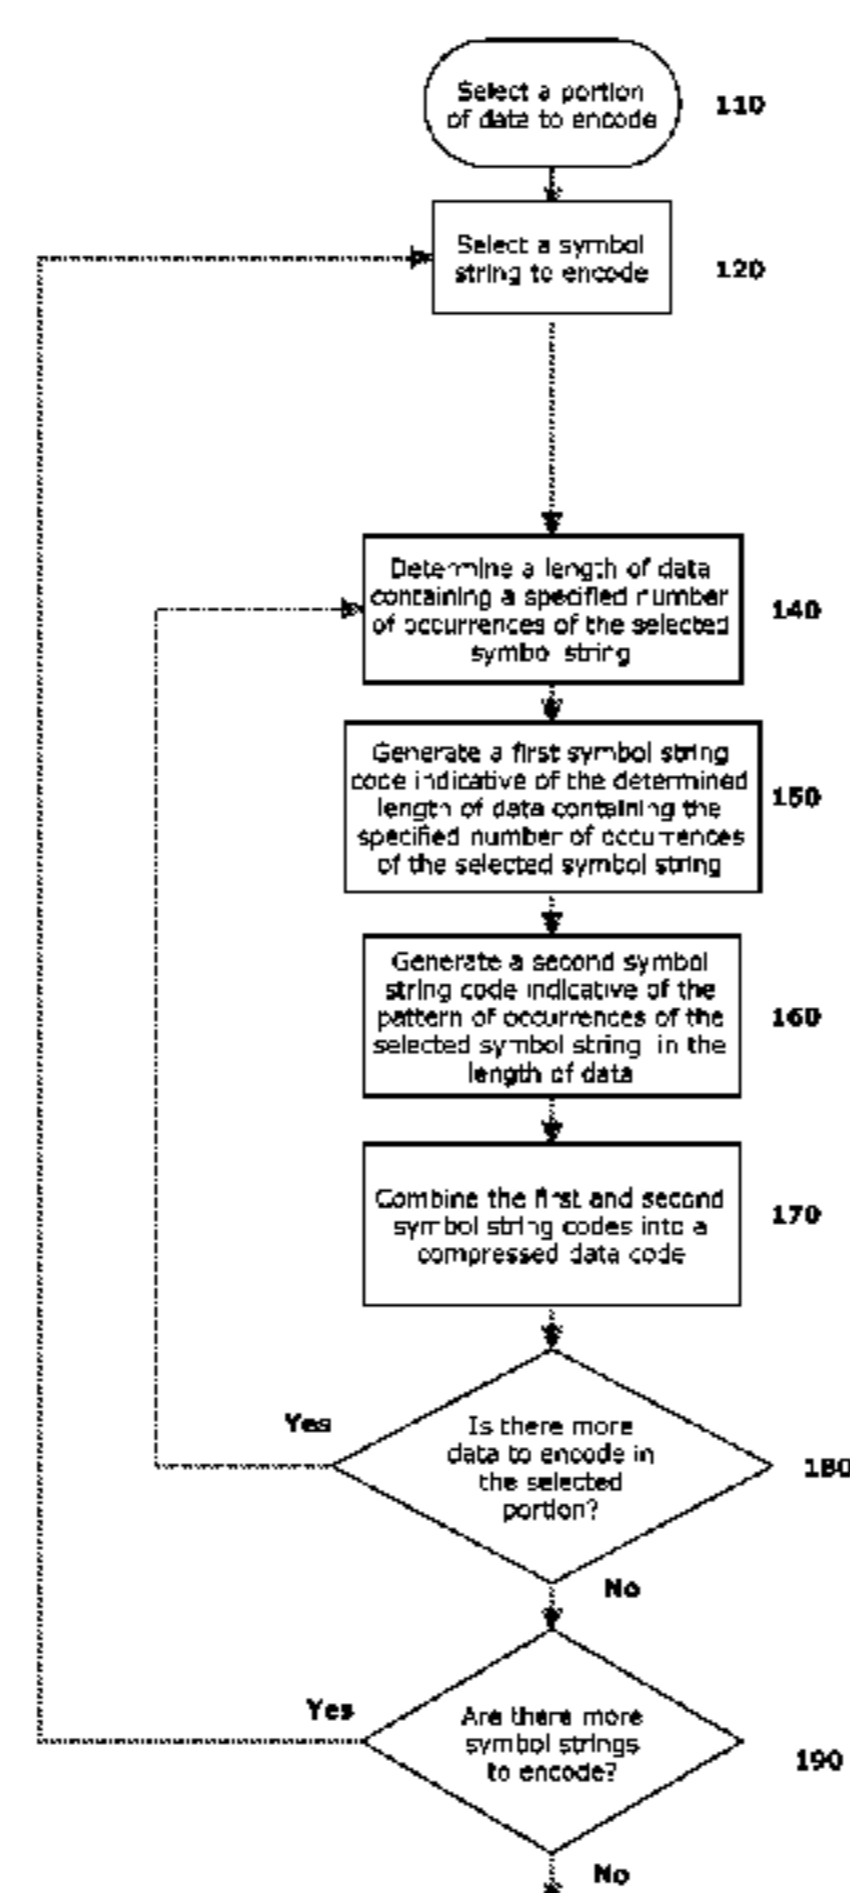 Select a portion
of data to encode
110
Select a symbol
string to encode
120
Determine a length of data
containing a specified number
of occurrences of the selected
symbol string
140
Generate a first symbol string
code indicative of the determined
length of data containing the
specified number of occurrences
of the selected symbol string
150
Generate a second symbol
string code indicative of the
pattern of occurrences of the
selected symbol string in the
length of data
160
Combine the first and second
symbol string codes into a
compressed data code
170
Yes
Is there more
data to encode in
the selected
portion?
180
No
Yes
Are there more
symbol strings
to encode?
190
No